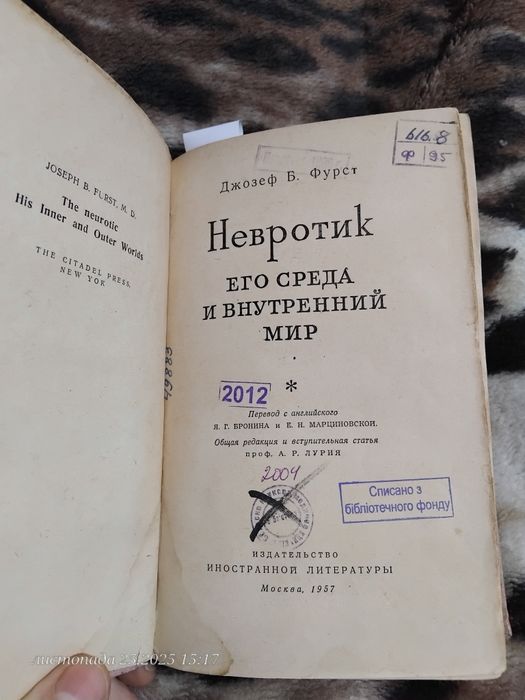 JOSEPH B. FURST, M. D.
The neurotic
His Inner and Outer Worlds
THE CITADEL PRESS,
NEW YOK
616.8
Ф 95
Джозеф Б. Фурст
Невротик
ЕГО СРЕДА
И ВНУТРЕННИЙ
МИР
*
49889
2012
Перевод с английского
Я. Г. БРОНИНА и Е. Н. МАРЦИНОВСКОЙ.
Общая редакция и вступительная статья
проф. А. Р. ЛУРИЯ
2004
Списано з
бібліотечного фонду
ИЗДАТЕЛЬСТВО
ИНОСТРАННОЙ ЛИТЕРАТУРЫ
Москва, 1957
листопада 25,2025 15:17